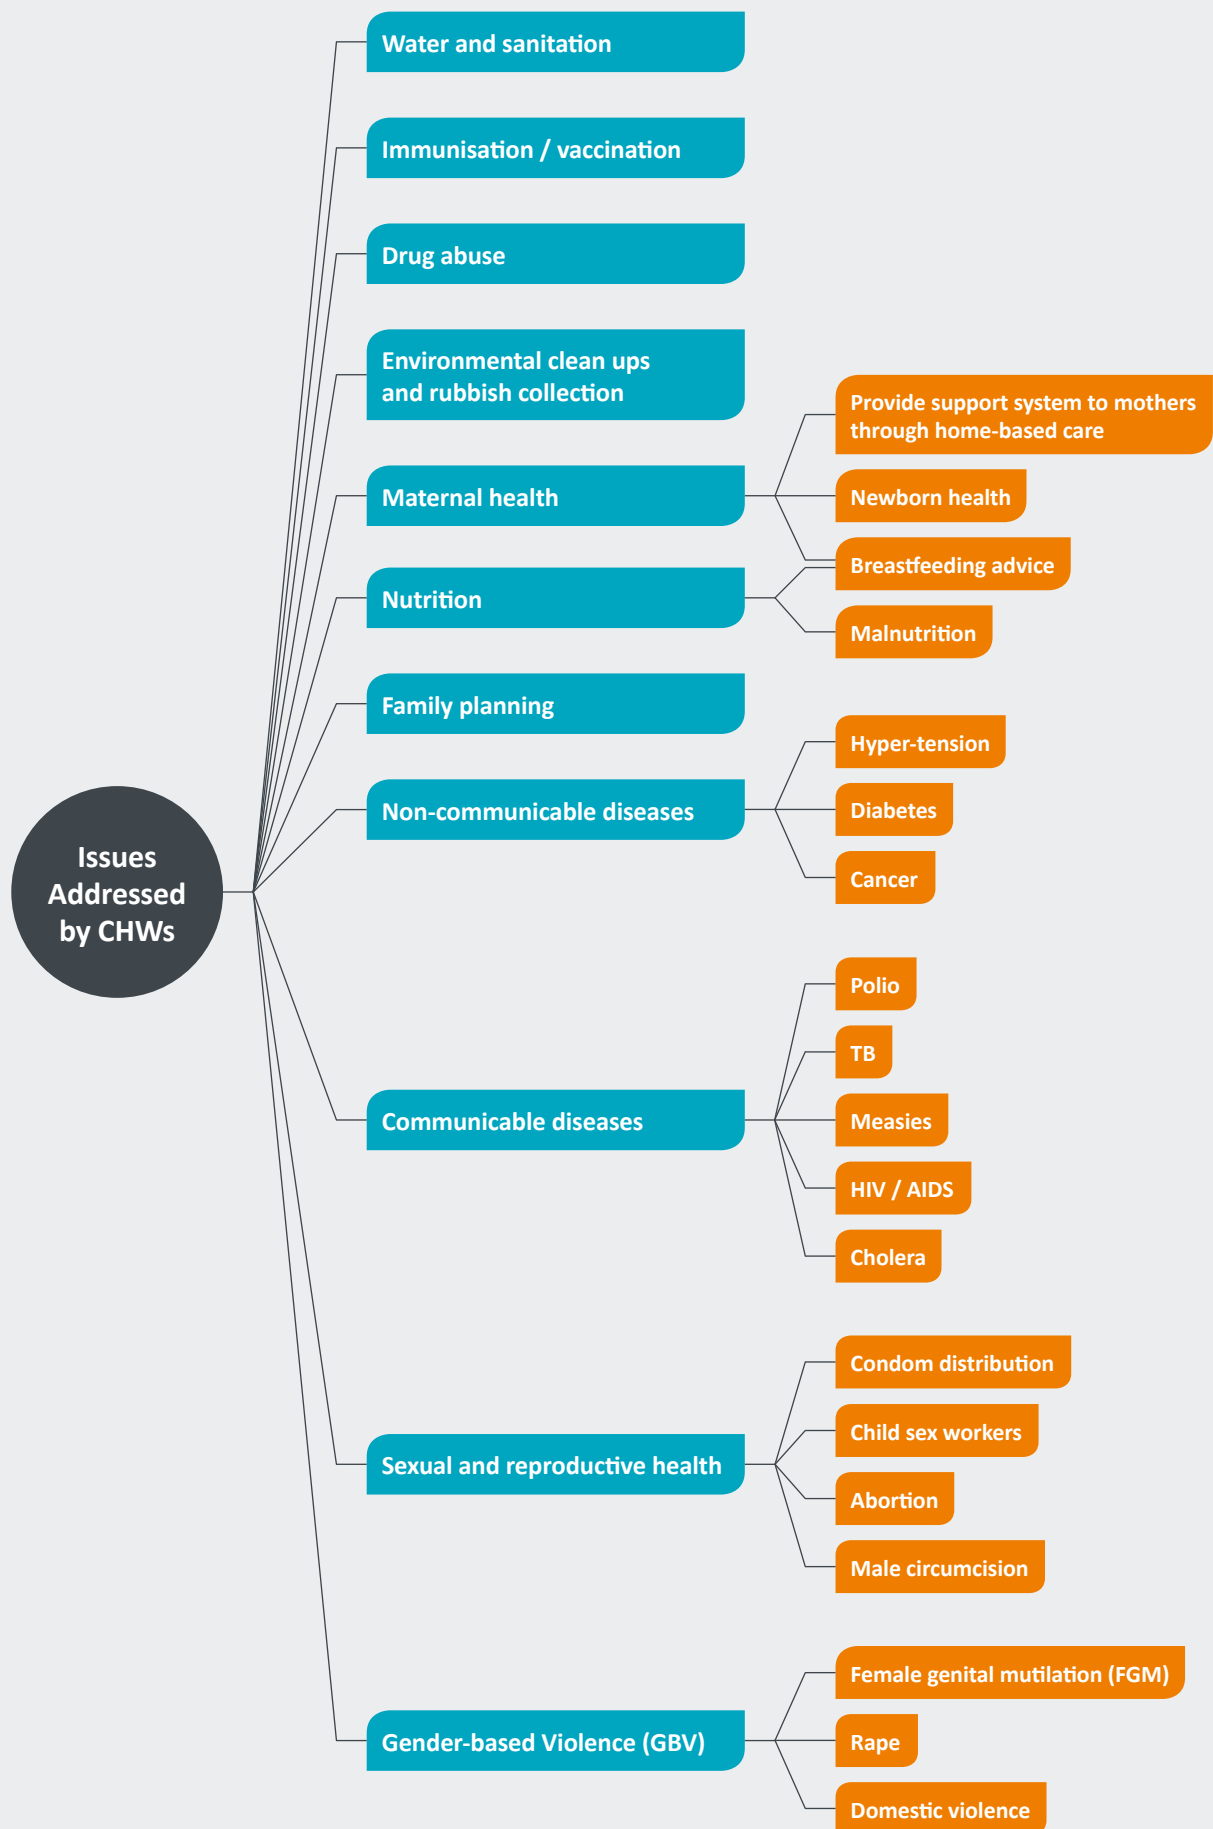 Water and sanitation
Immunisation / vaccination
Drug abuse
Environmental clean ups
and rubbish collection
Provide support system to mothers
through home-based care
Maternal health
Newborn health
Breastfeeding advice
Nutrition
Malnutrition
Family planning
Hyper-tension
Non-communicable diseases
Diabetes
Cancer
Issues
Addressed
by CHWs
Polio
TB
Communicable diseases
Measies
HIV / AIDS
Cholera
Condom distribution
Child sex workers
Sexual and reproductive health
Abortion
Male circumcision
Female genital mutilation (FGM)
Gender-based Violence (GBV)
Rape
Domestic violence